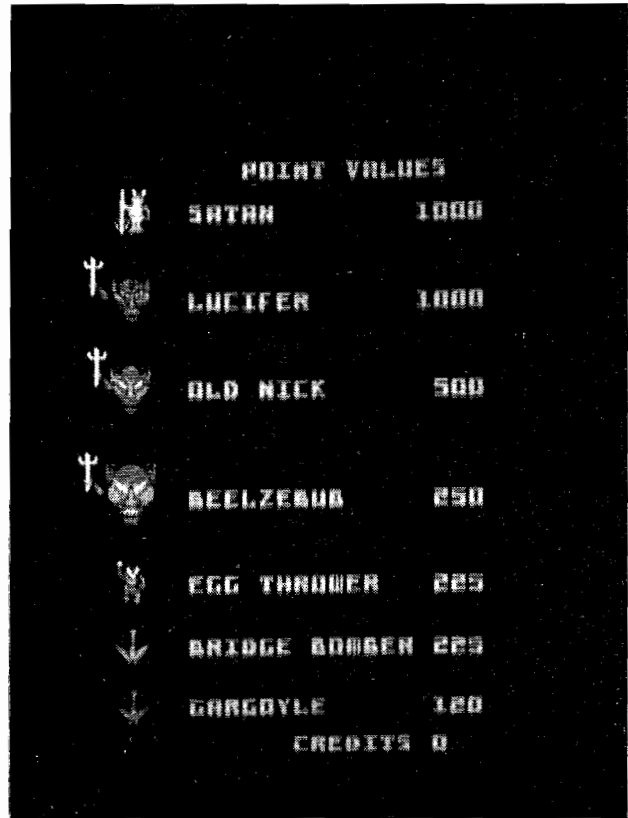 POINT VALUES
SATAN 1000
LUCIFER 1000
OLD NICK 500
BEELZEBUB 250
EGG THROWER 225
BRIDGE BOMBER 225
GARGOYLE 120
CREDITS 0